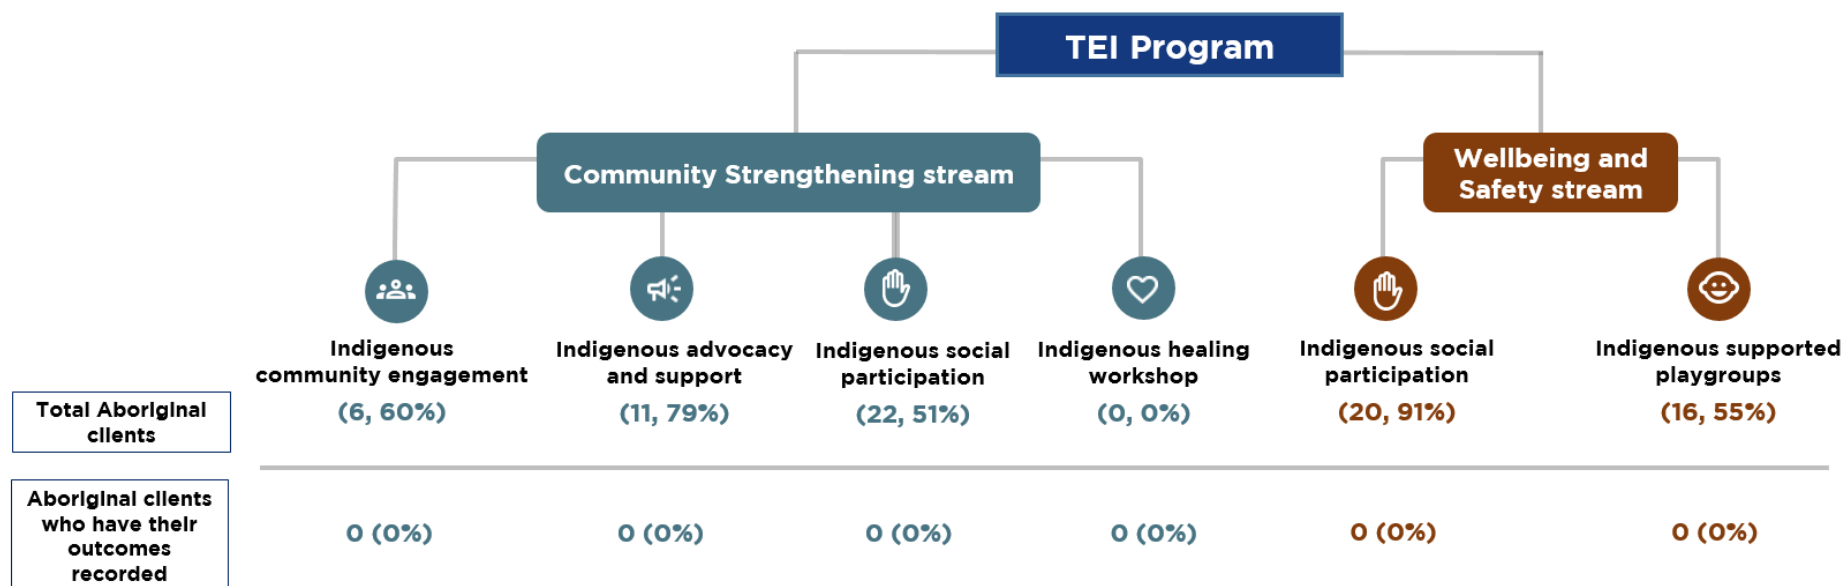 TEI Program
Community Strengthening stream
Wellbeing and
Safety stream
Indigenous
community engagement
Indigenous advocacy
and support
Indigenous social
participation
Indigenous healing
workshop
Indigenous social
participation
Indigenous supported
playgroups
Total Aboriginal
clients
(6, 60%)
(11, 79%)
(22, 51%)
(0, 0%)
(20, 91%)
(16, 55%)
Aboriginal clients
who have their
outcomes
recorded
0 (0%)
0 (0%)
0 (0%)
0 (0%)
0 (0%)
0 (0%)